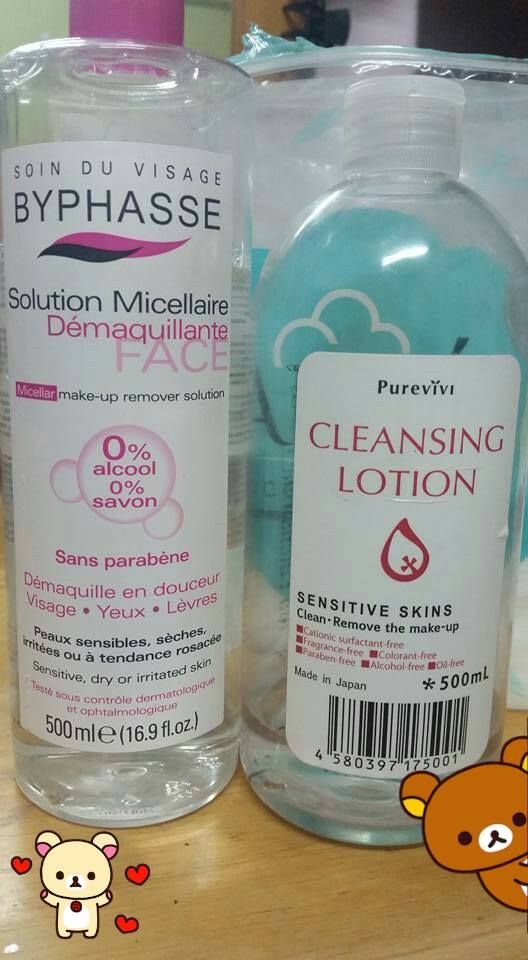 SOIN DU VISAGE
BYPHASSE
Solution Micellaire
Démaquillante
FACE
Micellar make-up remover solution
0%
alcool
0%
savon
Sans parabène
Démaquille en douceur
Visage • Yeux • Lèvres
Peaux sensibles, sèches,
irritées ou à tendance rosacée
Sensitive, dry or irritated skin
Testé sous contrôle dermatologique
et ophtalmologique
500 ml e (16.9 fl.oz.)
Purevivi
CLEANSING
LOTION
SENSITIVE SKINS
Clean・Remove the make-up
■Cationic surfactant-free
■Fragrance-free ■Colorant-free
■Paraben-free ■Alcohol-free ■Oil-free
Made in Japan
*500mL
4 580397 175001